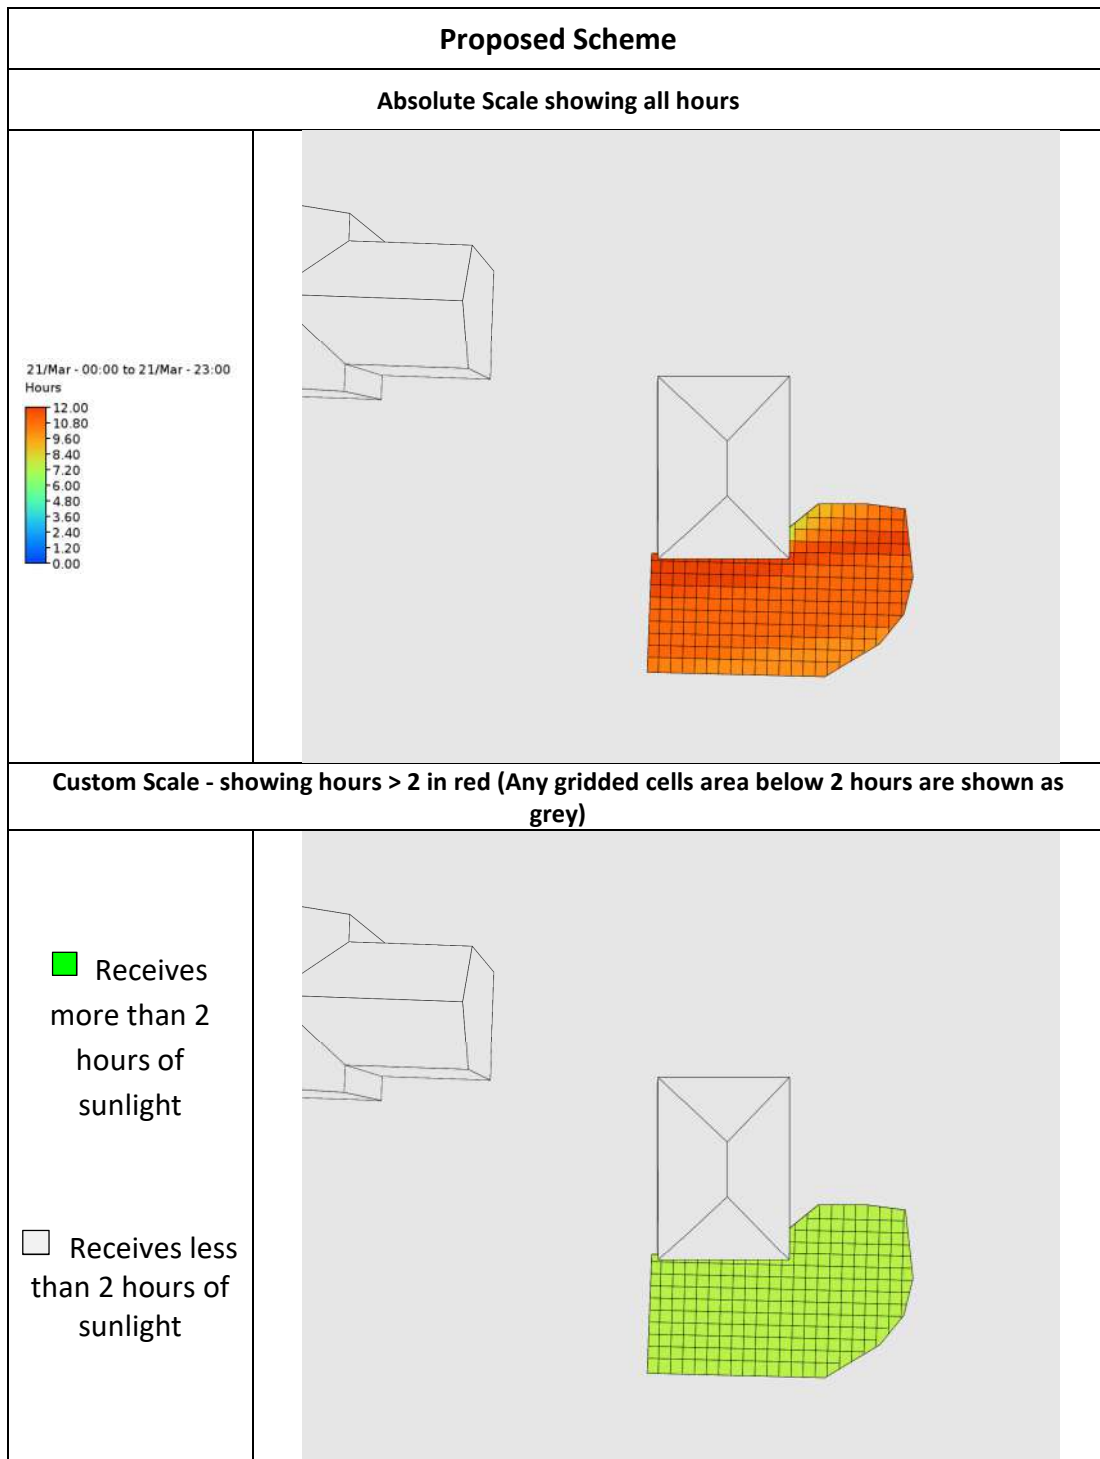 Proposed Scheme
Absolute Scale showing all hours
21/Mar - 00:00 to 21/Mar - 23:00
Hours
12.00
10.80
9.60
8.40
7.20
6.00
4.80
3.60
2.40
1.20
0.00
Custom Scale - showing hours > 2 in red (Any gridded cells area below 2 hours are shown as
grey)
Receives
more than 2
hours of
sunlight
Receives less
than 2 hours of
sunlight